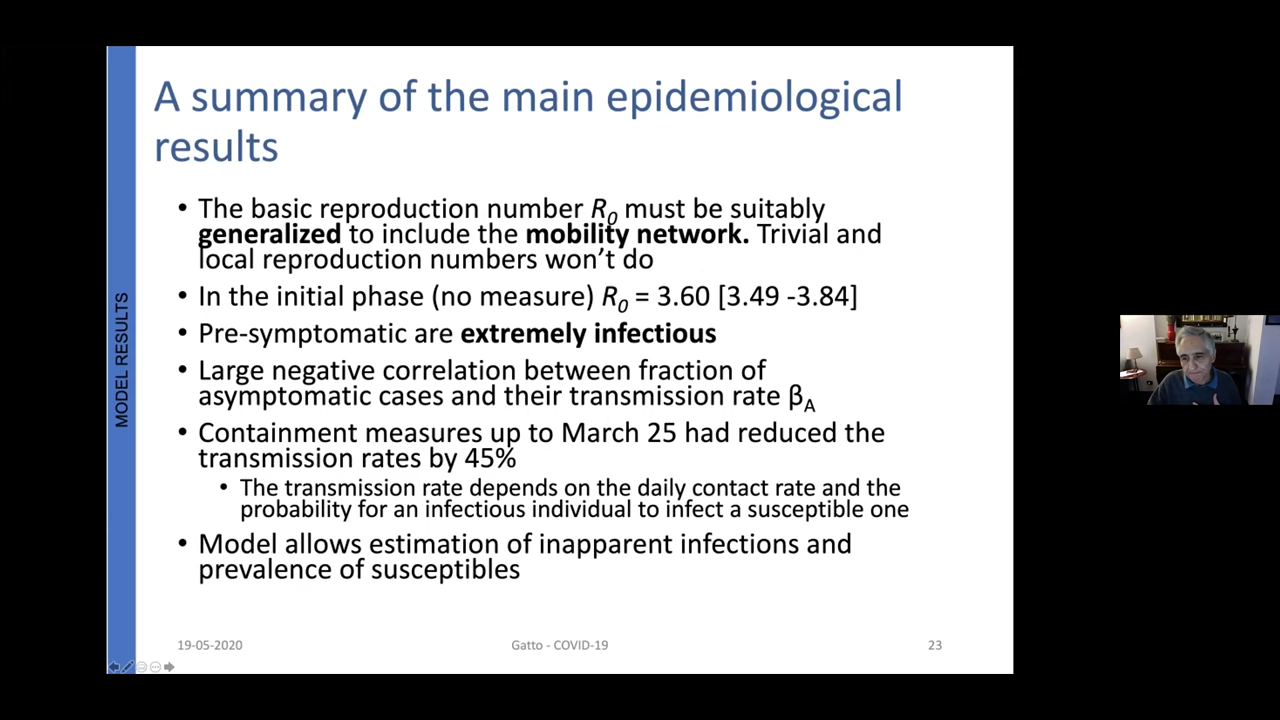 A summary of the main epidemiological
results
MODEL RESULTS
• The basic reproduction number R0 must be suitably
generalized to include the mobility network. Trivial and
local reproduction numbers won't do
• In the initial phase (no measure) R0 = 3.60 [3.49 -3.84]
• Pre-symptomatic are extremely infectious
• Large negative correlation between fraction of
asymptomatic cases and their transmission rate βA
• Containment measures up to March 25 had reduced the
transmission rates by 45%
• The transmission rate depends on the daily contact rate and the
probability for an infectious individual to infect a susceptible one
• Model allows estimation of inapparent infections and
prevalence of susceptibles
19-05-2020
Gatto - COVID-19
23